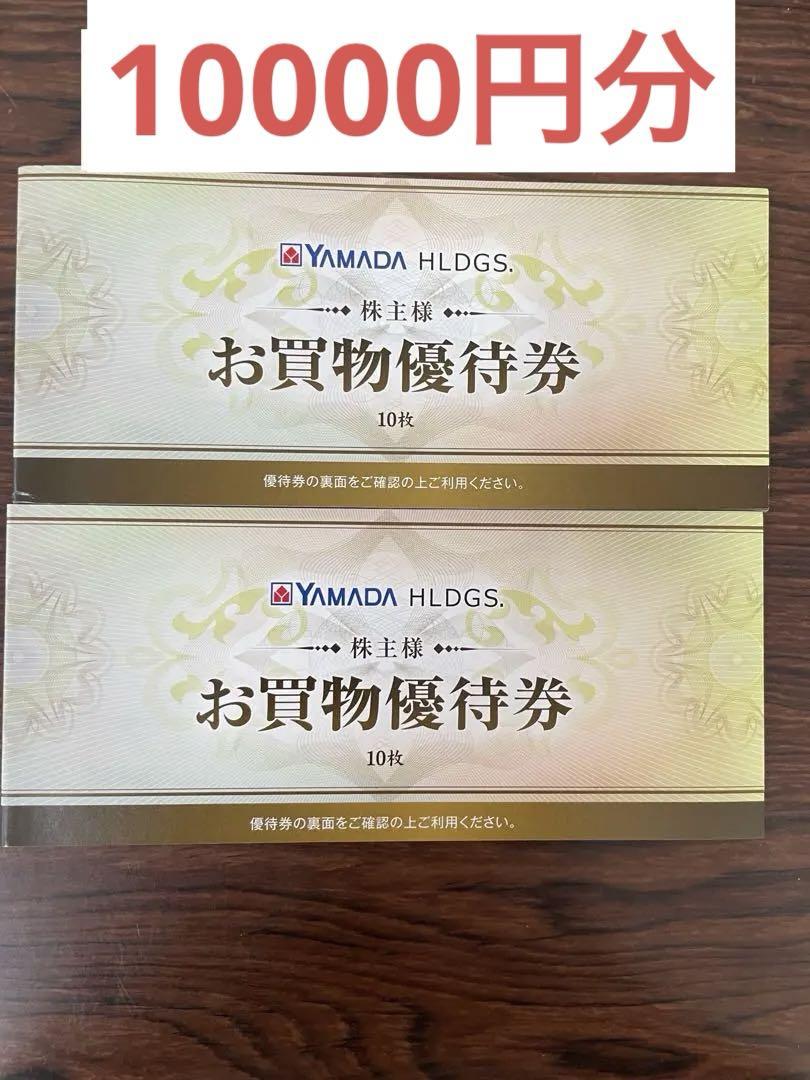 10000円分
YAMADA HLDGS.
株主様
お買物優待券
10枚
優待券の裏面をご確認の上ご利用ください。
YAMADA HLDGS.
株主様
お買物優待券
10枚
優待券の裏面をご確認の上ご利用ください。